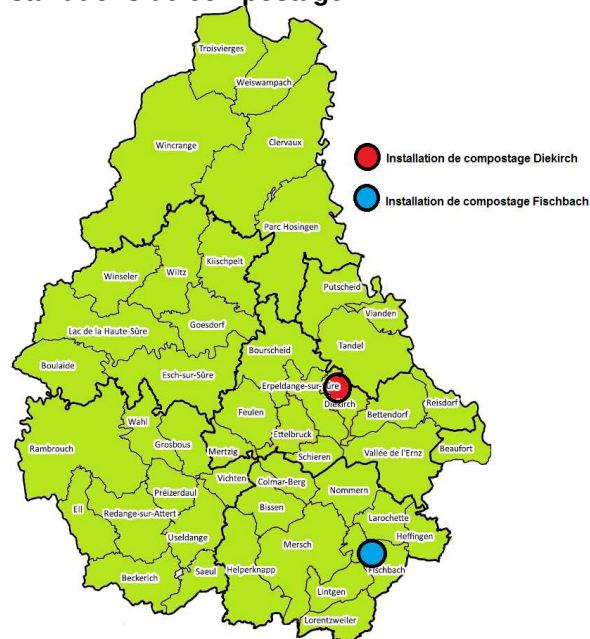 Troisvierges
Weiswampach
Wincrange
Clervaux
Installation de compostage Diekirch
Installation de compostage Fischbach
Parc Hosingen
Kiischpelt
Wiltz
Winseler
Putscheid
Vianden
Goesdorf
Lac de la Haute-Sûre
Tandel
Bourscheid
Boulaide
Esch-sur-Sûre
Erpeldange-sur-Sûre
Diekirch
Reisdorf
Bettendorf
Feulen
Wahl
Ettelbruck
Grosbous
Rambrouch
Mertzig
Schieren
Vallée de l'Ernz
Beaufort
Vichten
Colmar-Berg
Nommern
Préizerdaul
Bissen
Ell
Redange-sur-Attert
Larochette
Heffingen
Useldange
Mersch
Saeul
Helperknapp
Fischbach
Beckerich
Lintgen
Lorentzweiler